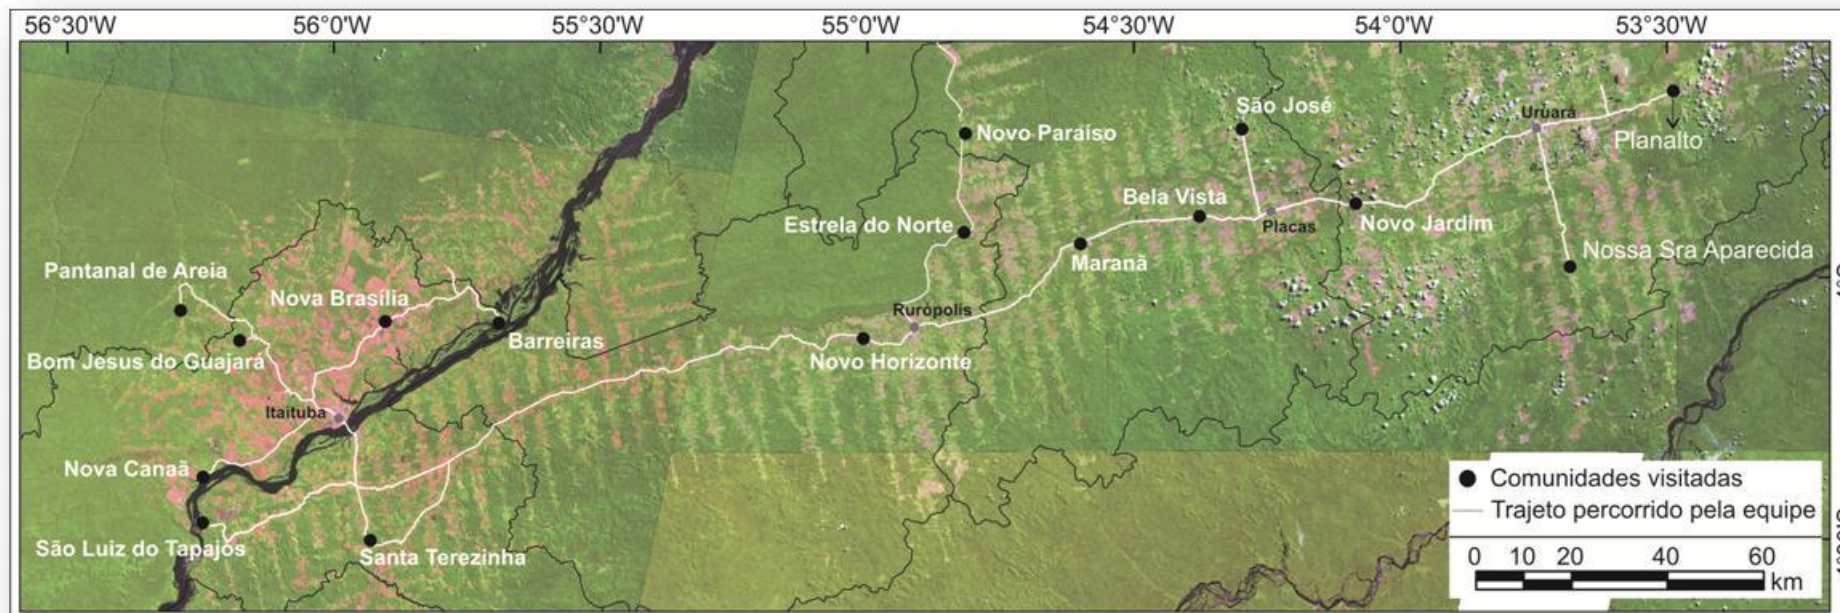 56°30'W 56°0'W 55°30'W 55°00'W 54°30'W 54°00'W 53°30'W
São José
Uruará
Novo Paraíso
Planalto
Bela Vista
Estrela do Norte
Placas
Novo Jardim
Maranã
Nossa Sra Aparecida
Pantanal de Areia
Nova Brasília
Rurópolis
Barreiras
Bom Jesus do Guajará
Novo Horizonte
Itaituba
Nova Canaã
São Luiz do Tapajós
Santa Terezinha
Comunidades visitadas
Trajeto percorrido pela equipe
0 10 20 40 60
km